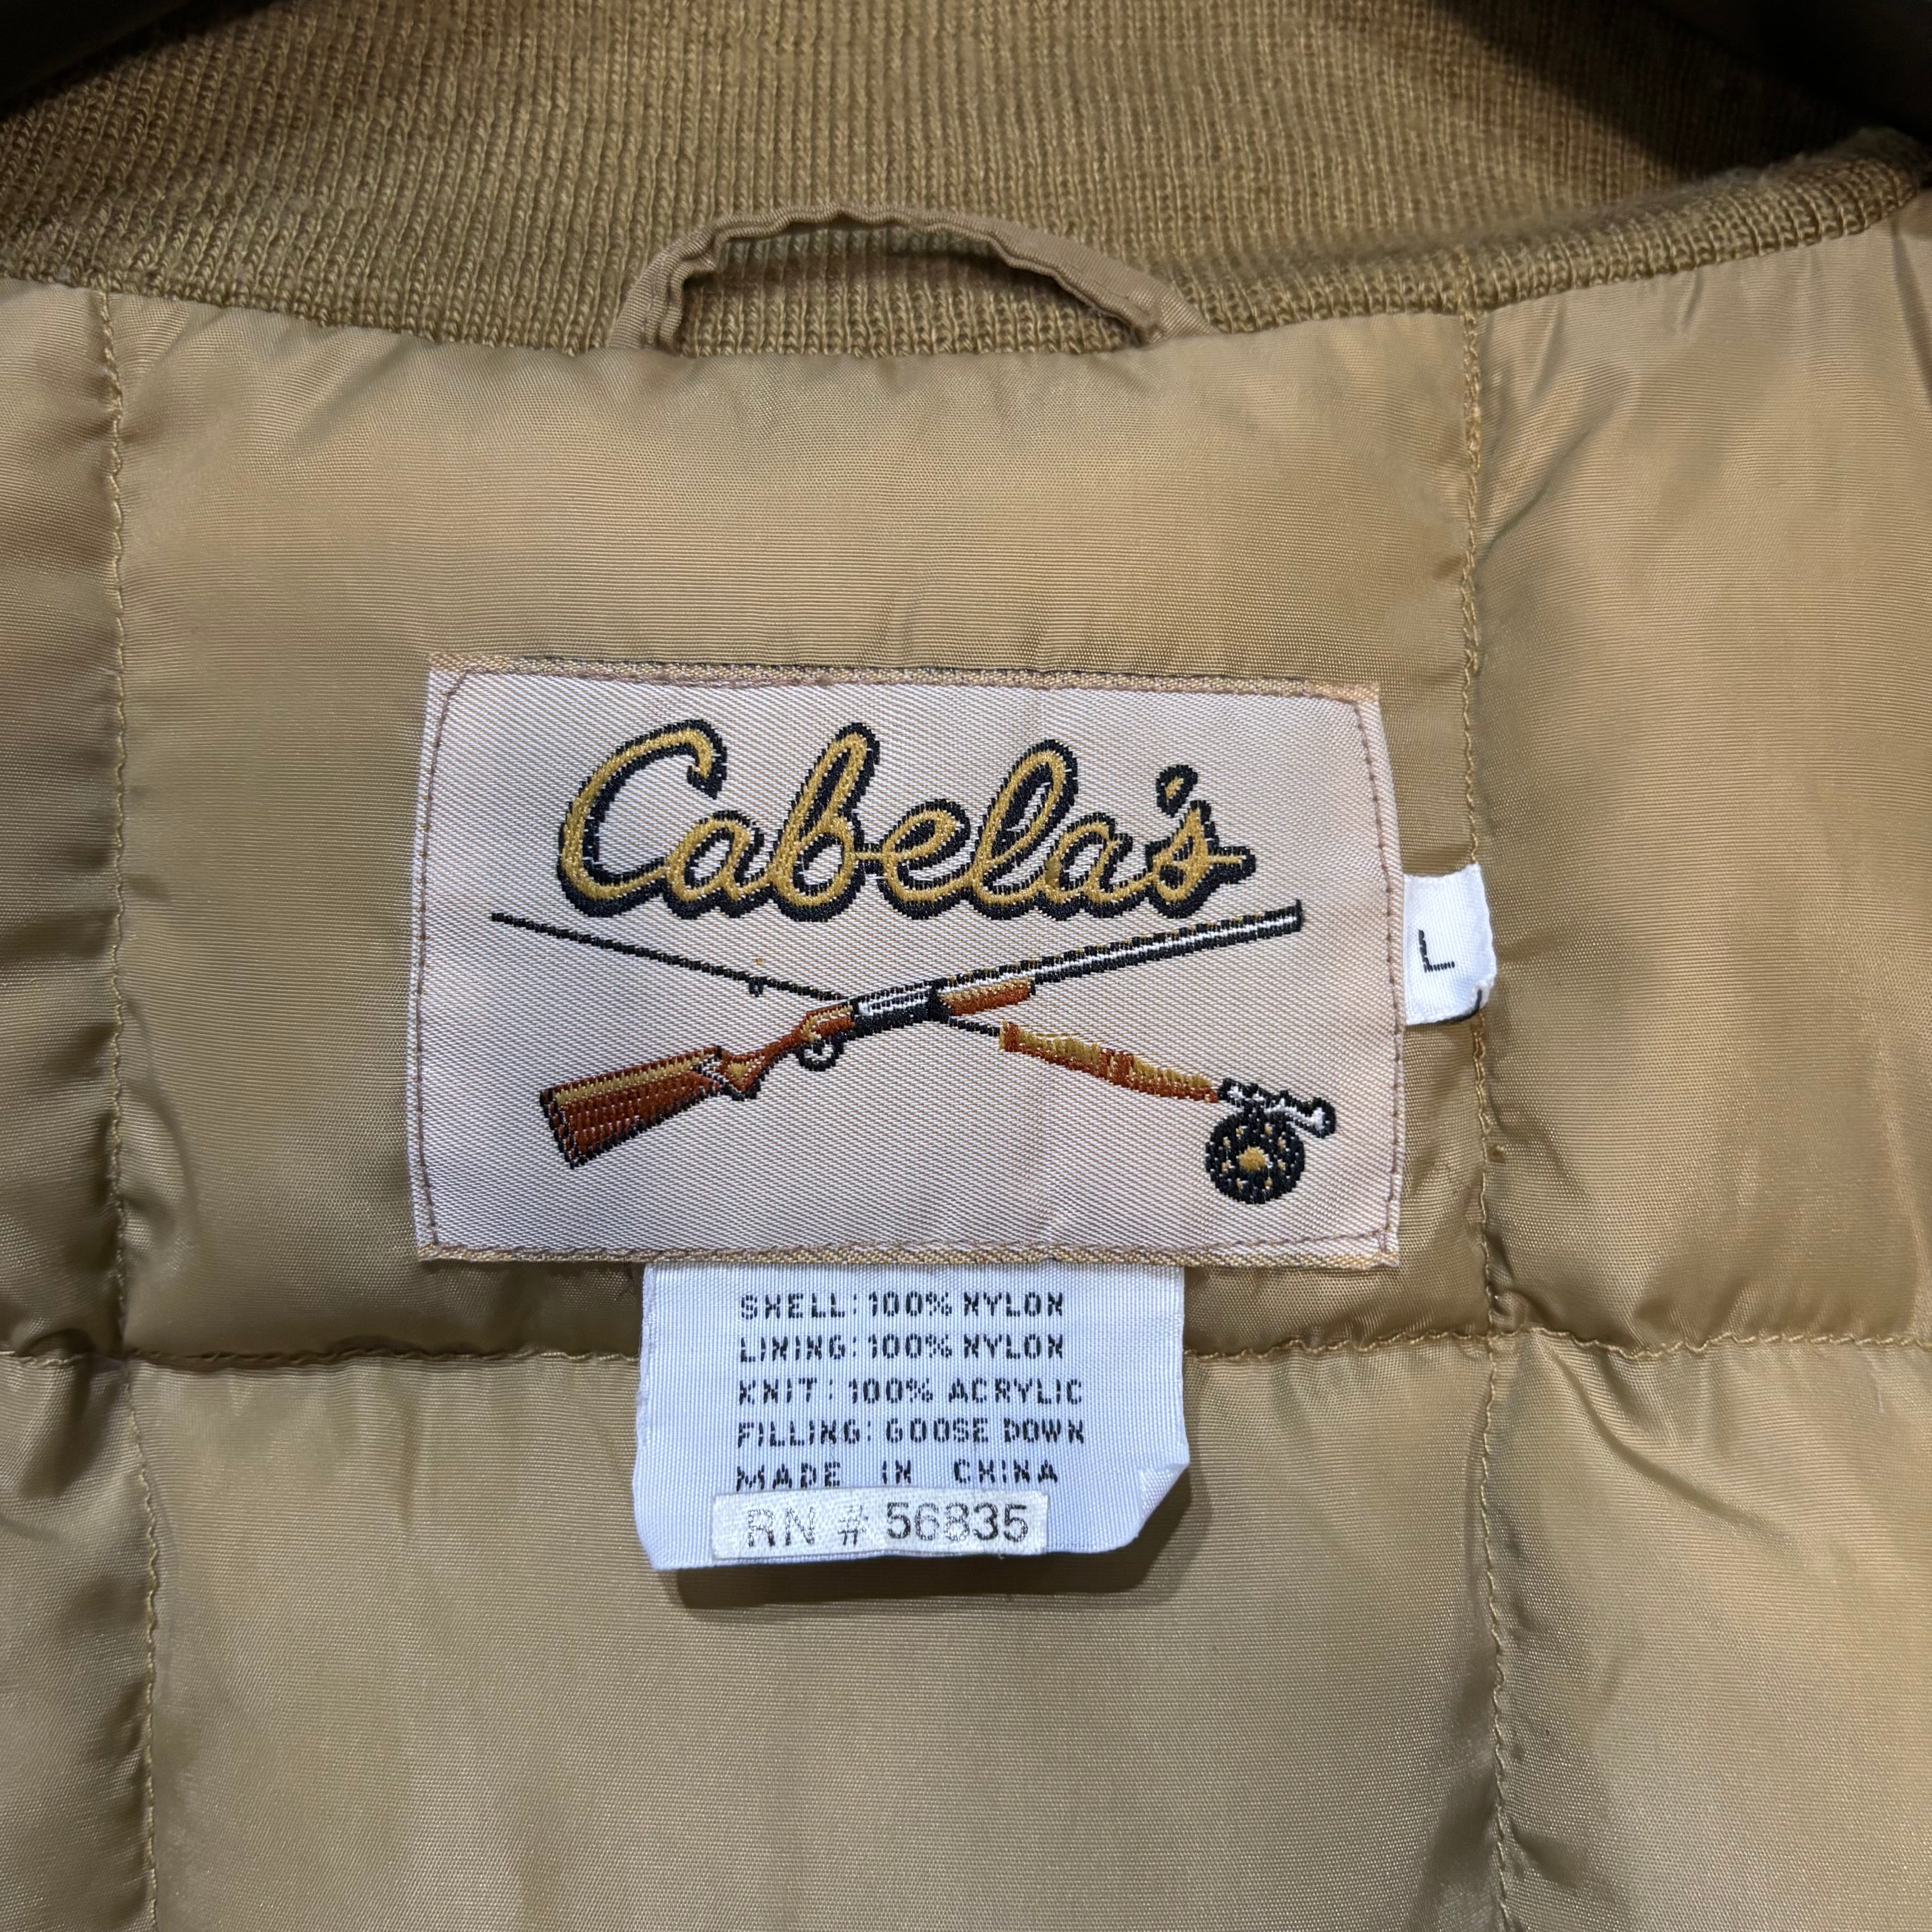 Cabela's
L
SHELL: 100% NYLON
LINING: 100% NYLON
KNIT: 100% ACRYLIC
FILLING: GOOSE DOWN
MADE IN CHINA
RN # 56835